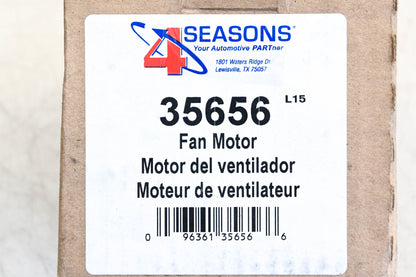 4 SEASONS®
Your Automotive PARTner
1801 Waters Ridge Dr
Lewisville, TX 75057
35656 L15
Fan Motor
Motor del ventilador
Moteur de ventilateur
0 96361 35656 6